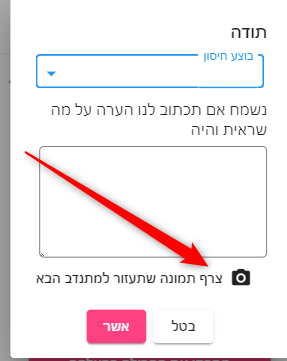 תודה
בוצע חיסון
נשמח אם תכתוב לנו הערה על מה
שראית והיה
צרף תמונה שתעזור למתנדב הבא
בטל
אשר